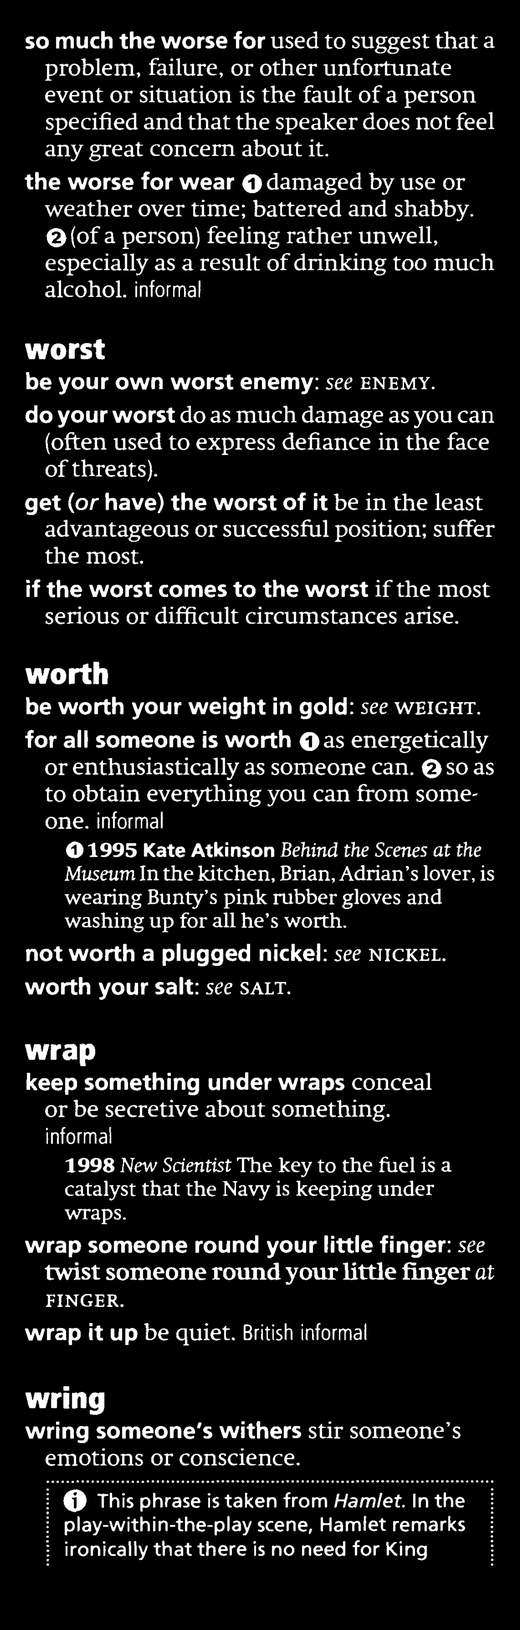 so much the worse for used to suggest that a
problem, failure, or other unfortunate
event or situation is the fault of a person
specified and that the speaker does not feel
any great concern about it.
the worse for wear ❶ damaged by use or
weather over time; battered and shabby.
❷ (of a person) feeling rather unwell,
especially as a result of drinking too much
alcohol. informal
worst
be your own worst enemy: see ENEMY.
do your worst do as much damage as you can
(often used to express defiance in the face
of threats).
get (or have) the worst of it be in the least
advantageous or successful position; suffer
the most.
if the worst comes to the worst if the most
serious or difficult circumstances arise.
worth
be worth your weight in gold: see WEIGHT.
for all someone is worth ❶ as energetically
or enthusiastically as someone can. ❷ so as
to obtain everything you can from some-
one. informal
❶ 1995 Kate Atkinson Behind the Scenes at the
Museum In the kitchen, Brian, Adrian's lover, is
wearing Bunty's pink rubber gloves and
washing up for all he's worth.
not worth a plugged nickel: see NICKEL.
worth your salt: see SALT.
wrap
keep something under wraps conceal
or be secretive about something.
informal
1998 New Scientist The key to the fuel is a
catalyst that the Navy is keeping under
wraps.
wrap someone round your little finger: see
twist someone round your little finger at
FINGER.
wrap it up be quiet. British informal
wring
wring someone's withers stir someone's
emotions or conscience.
i This phrase is taken from Hamlet. In the
play-within-the-play scene, Hamlet remarks
ironically that there is no need for King